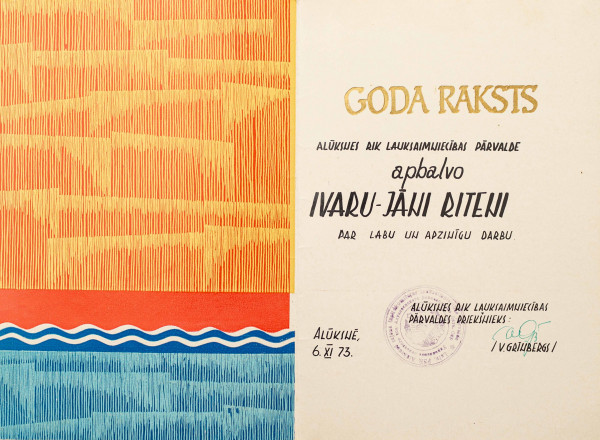 GODA RAKSTS
ALŪKSNES RIK LAUKSAIMNIECĪBAS PĀRVALDE
apbalvo
IVARU-JĀNI RITENI
PAR LABU UN APZINĪGU DARBU
ALŪKSNES RIK LAUKSAIMNIECĪBAS
PĀRVALDES PRIEKŠNIEKS:
/V.GRĪNBERGS/
ALŪKSNĒ,
6. XI 73.